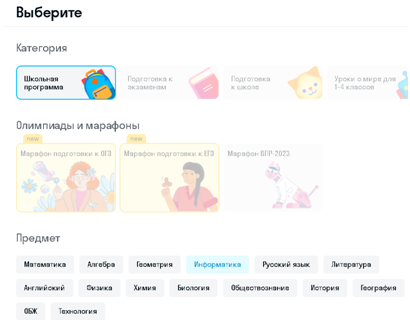 Выберите
Категория
Школьная
программа
Подготовка к
экзаменам
Подготовка
к школе
Уроки о мире для
1-4 классов
Олимпиады и марафоны
new
new
Марафон подготовки к ОГЭ
Марафон подготовки к ЕГЭ
Марафон ВПР-2023
Предмет
Математика
Алгебра
Геометрия
Информатика
Русский язык
Литература
Английский
Физика
Химия
Биология
Обществознание
История
География
ОБЖ
Технология